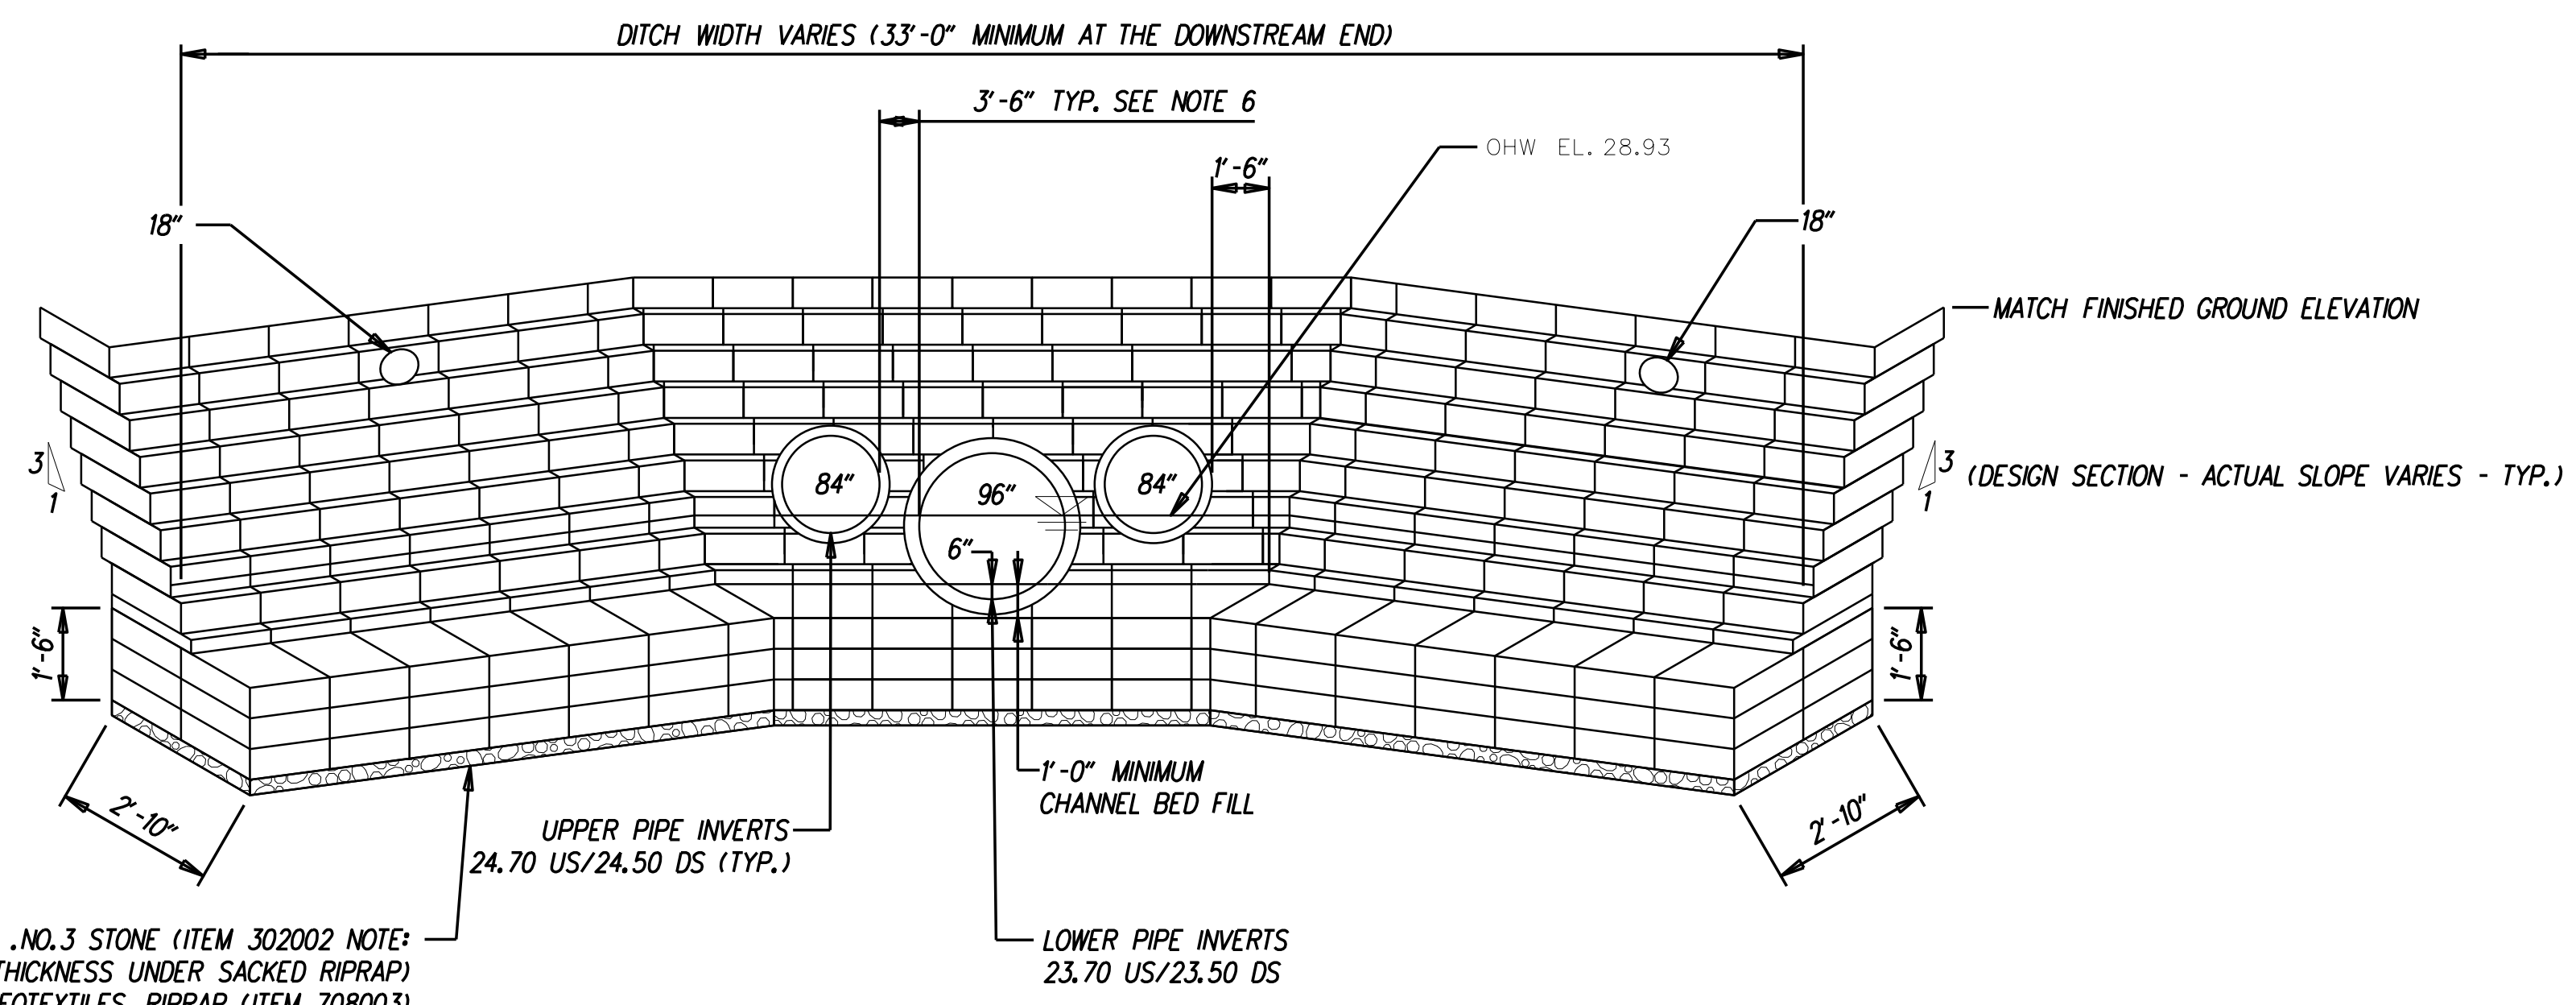 DITCH WIDTH VARIES (33'-0" MINIMUM AT THE DOWNSTREAM END)
3'-6" TYP. SEE NOTE 6
OHW EL. 28.93
1'-6"
18"
18"
MATCH FINISHED GROUND ELEVATION
3
1
84"
96"
84"
3
1
(DESIGN SECTION - ACTUAL SLOPE VARIES - TYP.)
6"
1'-6"
1'-6"
1'-0" MINIMUM
CHANNEL BED FILL
2'-10"
2'-10"
UPPER PIPE INVERTS
24.70 US/24.50 DS (TYP.)
.NO.3 STONE (ITEM 302002 NOTE:
THICKNESS UNDER SACKED RIPRAP)
LOWER PIPE INVERTS
23.70 US/23.50 DS
RIPRAP (ITEM 708003)